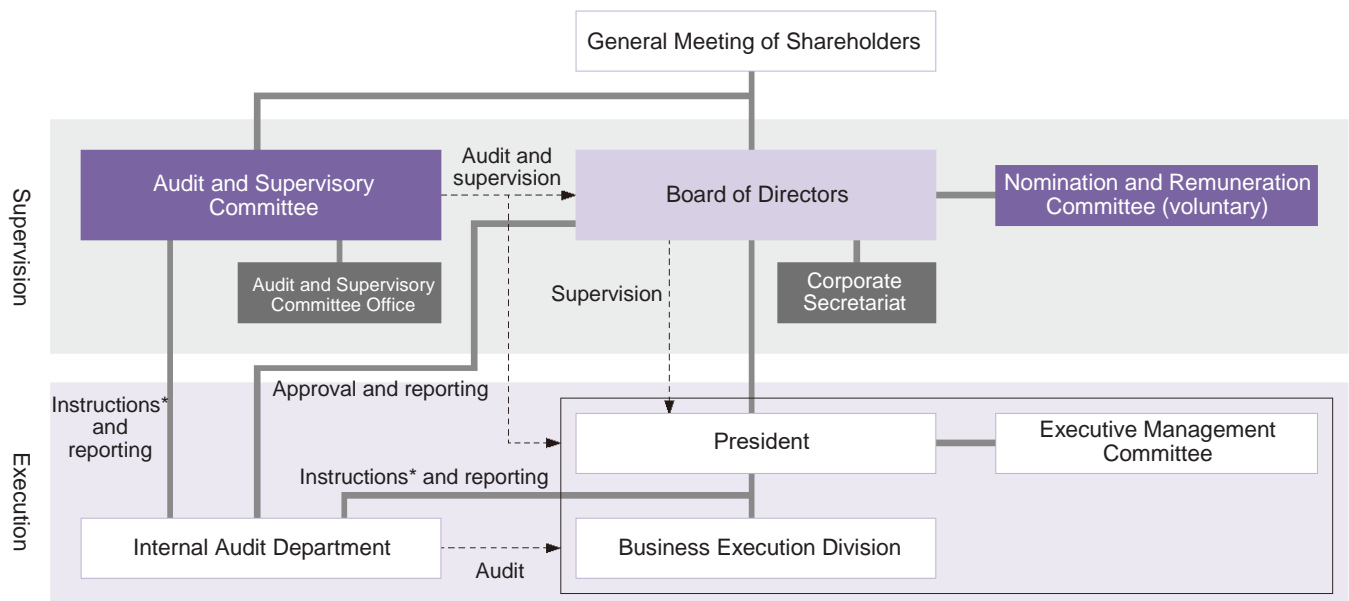 General Meeting of Shareholders
Supervision
Audit and Supervisory
Committee
Audit and
supervision
Board of Directors
Nomination and Remuneration
Committee (voluntary)
Audit and Supervisory
Committee Office
Supervision
Corporate
Secretariat
Execution
Instructions*
and
reporting
Approval and reporting
President
Executive Management
Committee
Instructions* and reporting
Internal Audit Department
Audit
Business Execution Division